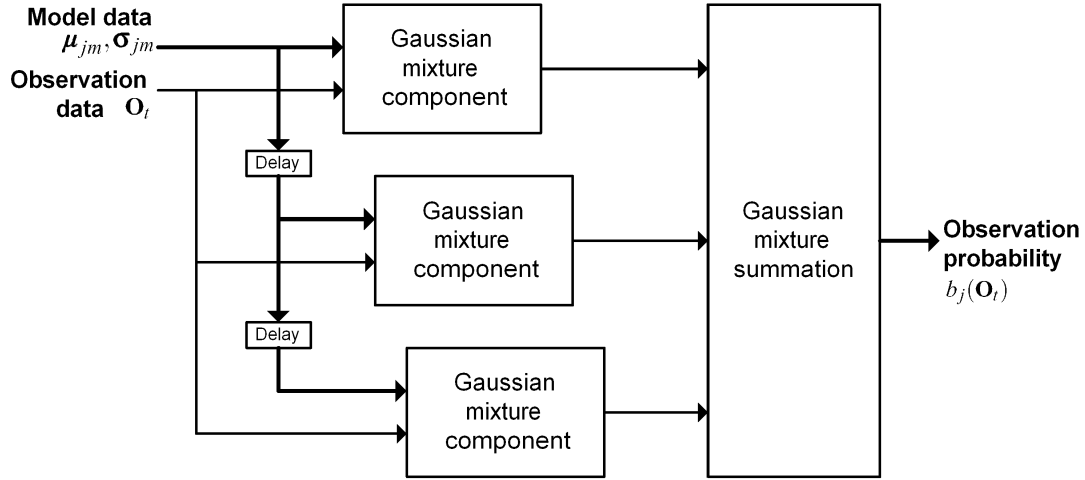 Model data
μjm, σjm
Observation
data Ot
Gaussian
mixture
component
Delay
Gaussian
mixture
component
Delay
Gaussian
mixture
component
Gaussian
mixture
summation
Observation
probability
bj(Ot)